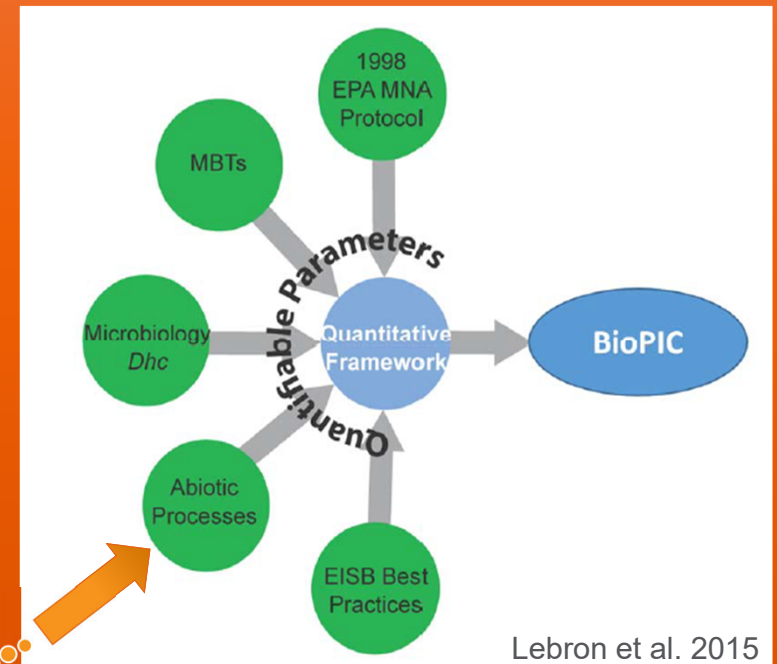 1998
EPA MNA
Protocol
MBTs
Quantifiable Parameters
Microbiology
Dhc
Quantitative
Framework
BioPIC
Abiotic
Processes
EISB Best
Practices
Lebron et al. 2015